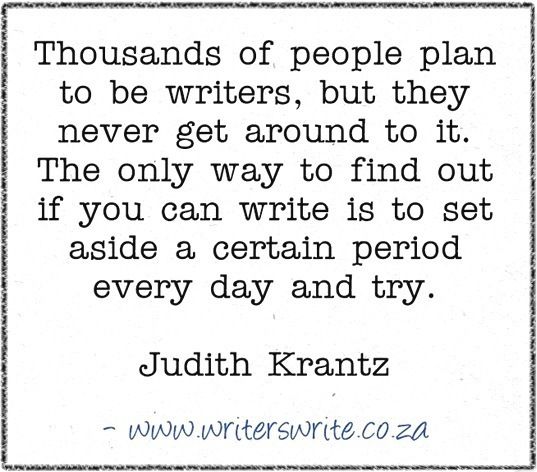 Thousands of people plan
to be writers, but they
never get around to it.
The only way to find out
if you can write is to set
aside a certain period
every day and try.
Judith Krantz
- www.writerswrite.co.za